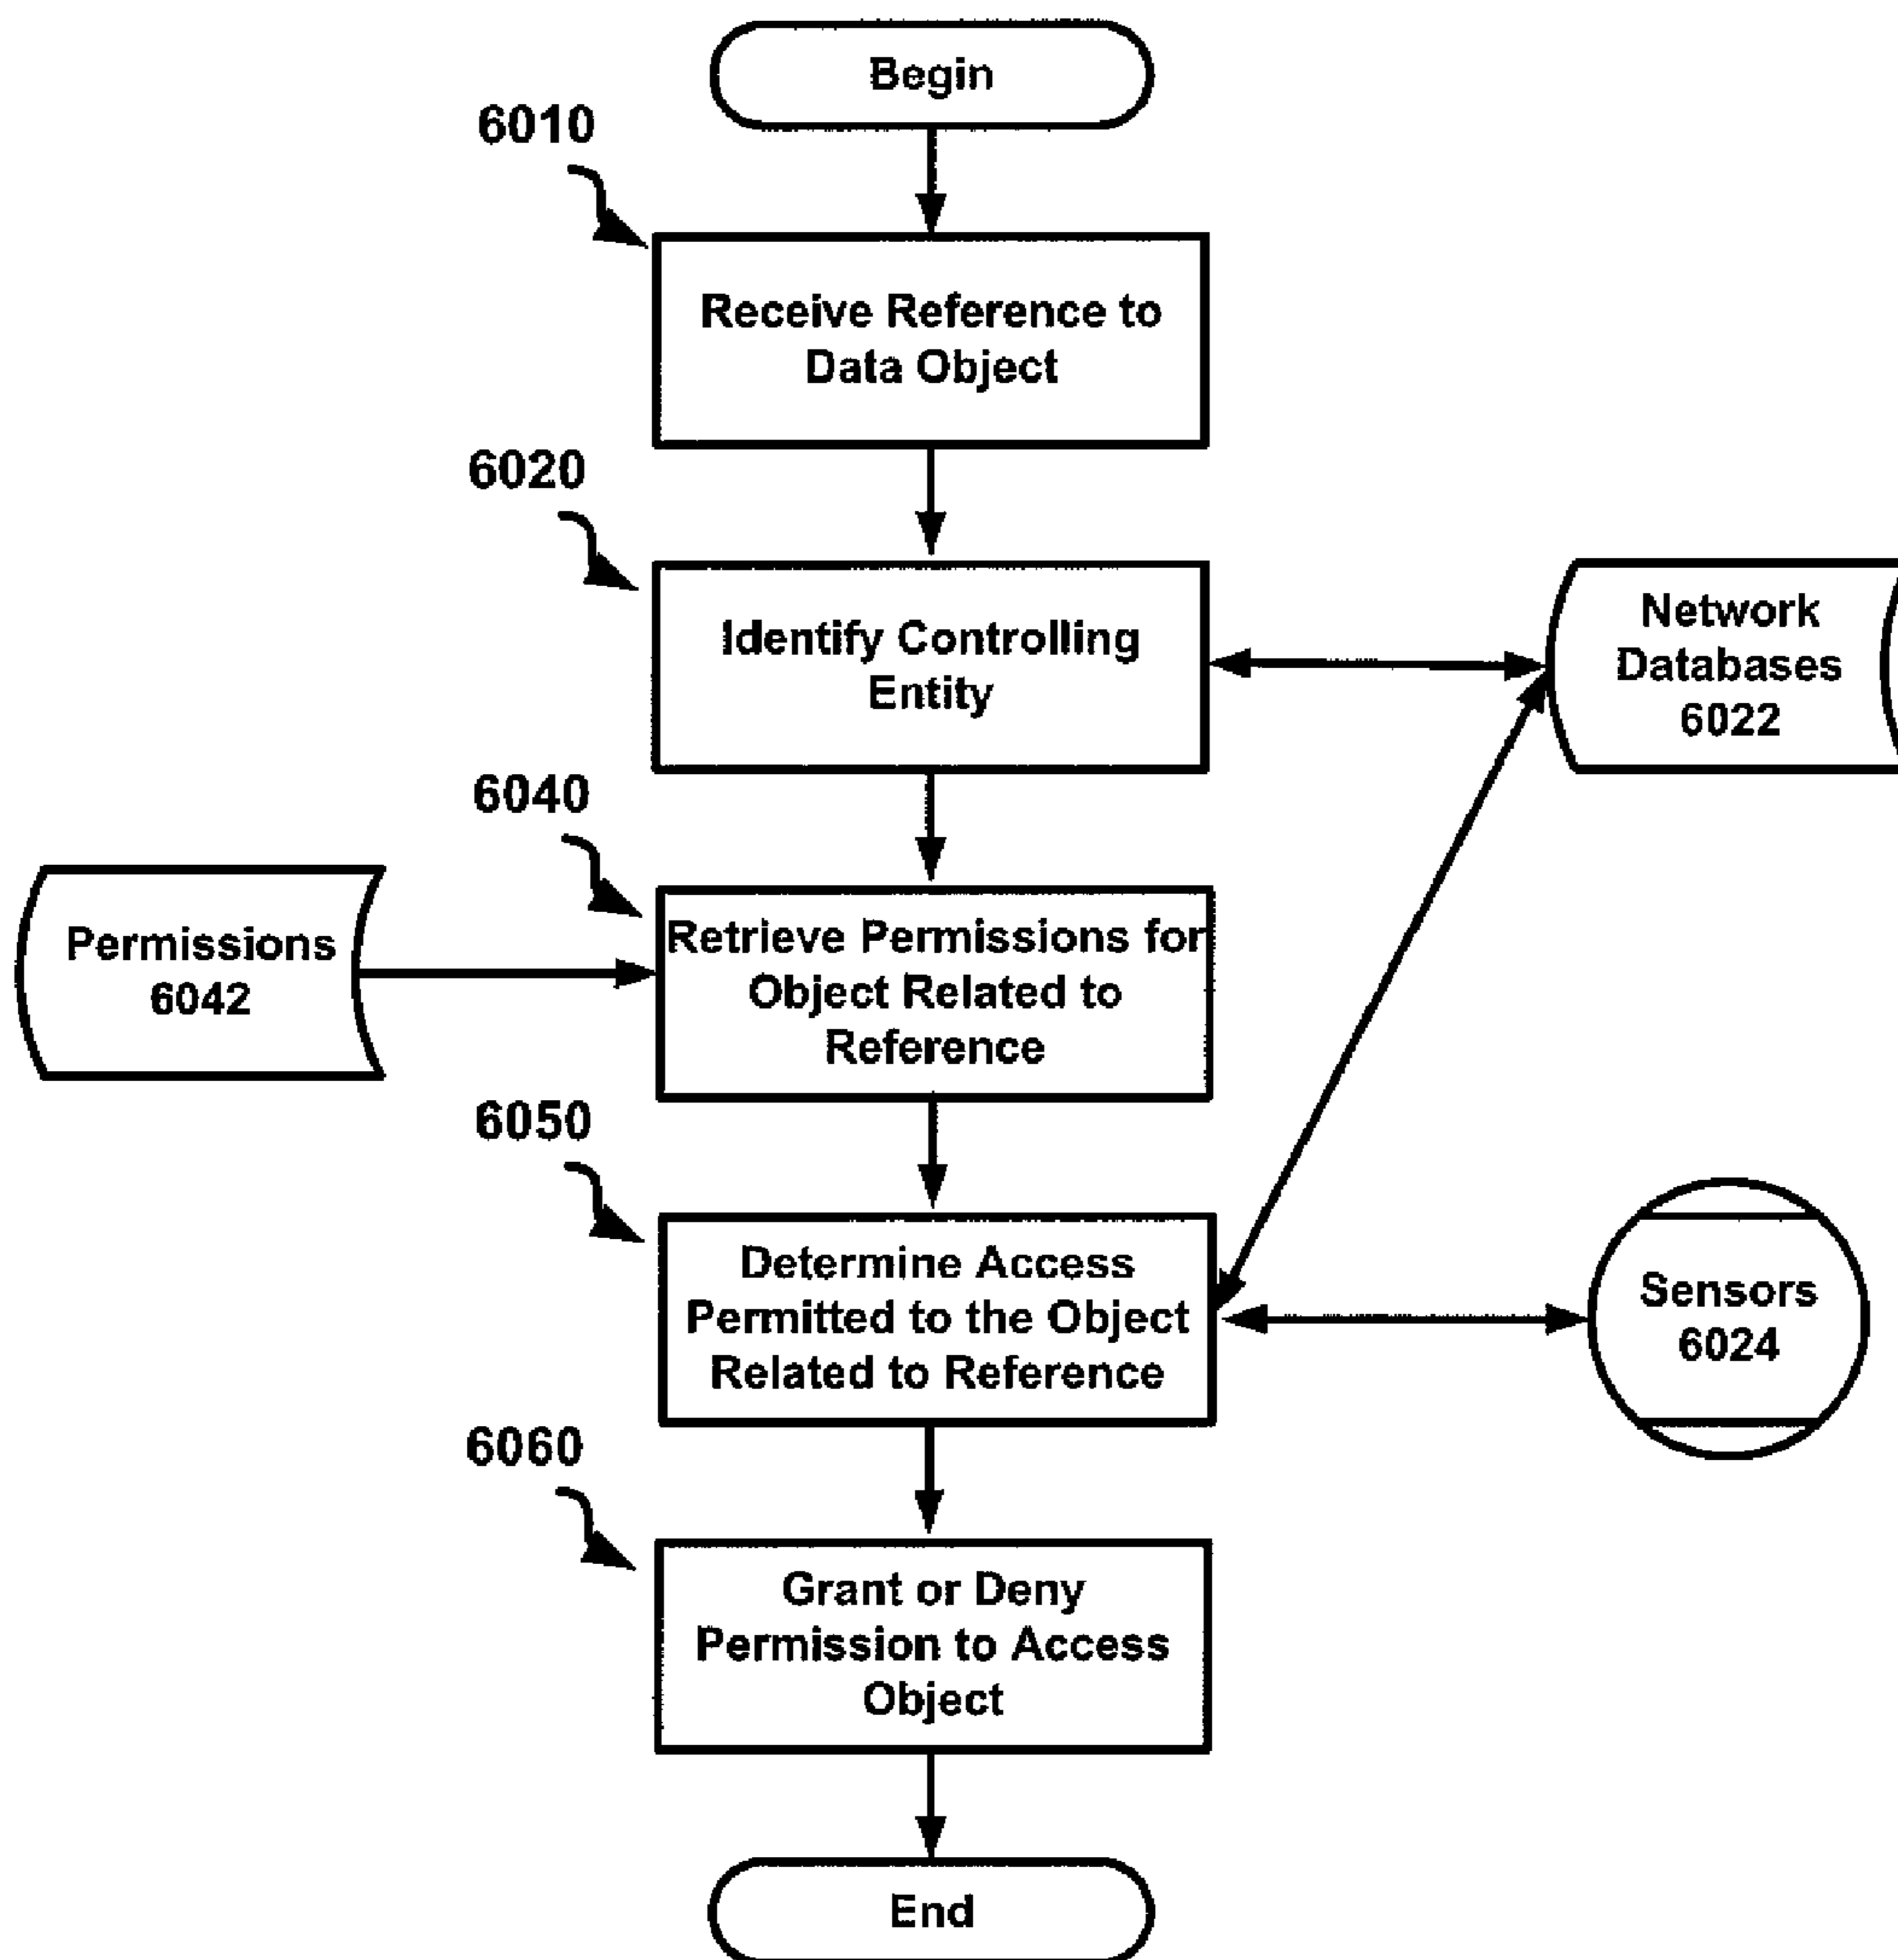 Begin
6010
Receive Reference to
Data Object
6020
Identify Controlling
Entity
Network
Databases
6022
6040
Permissions
6042
Retrieve Permissions for
Object Related to
Reference
6050
Determine Access
Permitted to the Object
Related to Reference
Sensors
6024
6060
Grant or Deny
Permission to Access
Object
End